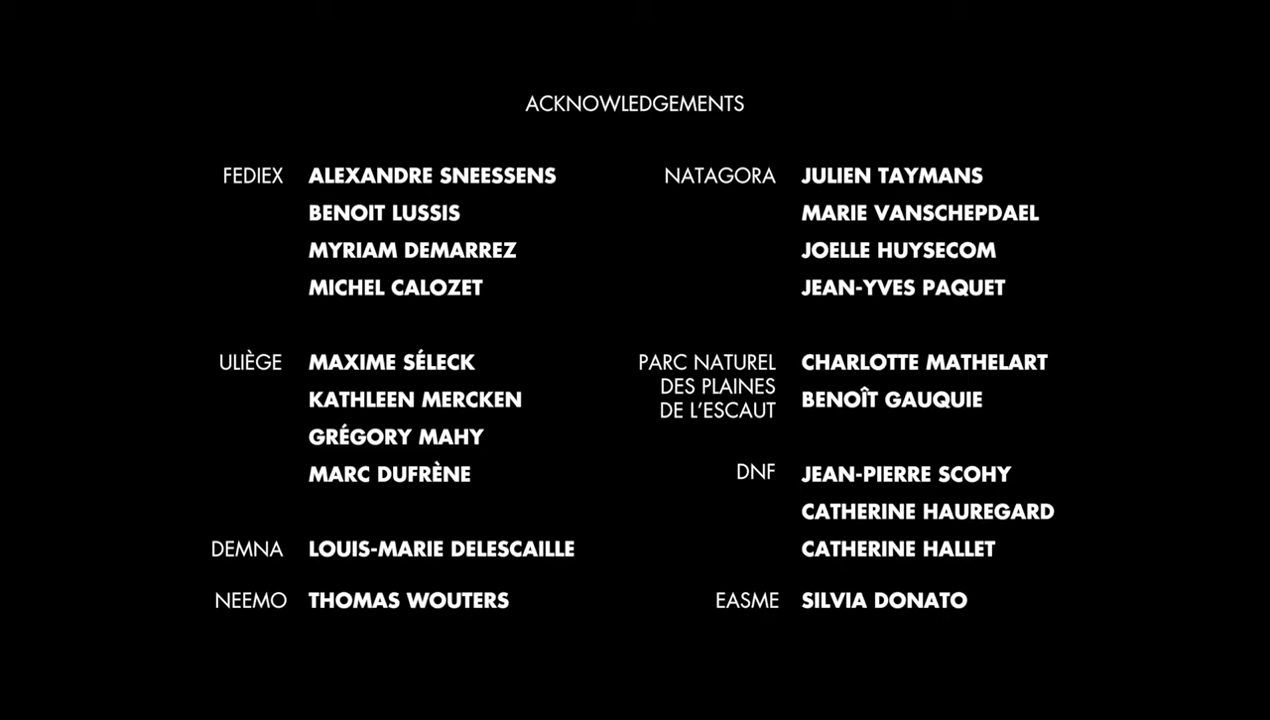 ACKNOWLEDGEMENTS
FEDIEX ALEXANDRE SNEESSENS
BENOIT LUSSIS
MYRIAM DEMARREZ
MICHEL CALOZET
ULIÈGE MAXIME SÉLECK
KATHLEEN MERCKEN
GRÉGORY MAHY
MARC DUFRÈNE
DEMNA LOUIS-MARIE DELESCAILLE
NEEMO THOMAS WOUTERS
NATAGORA JULIEN TAYMANS
MARIE VANSCHEPDAEL
JOELLE HUYSECOM
JEAN-YVES PAQUET
PARC NATUREL CHARLOTTE MATHELART
DES PLAINES
DE L'ESCAUT BENOÎT GAUQUIE
DNF JEAN-PIERRE SCOHY
CATHERINE HAUREGARD
CATHERINE HALLET
EASME SILVIA DONATO